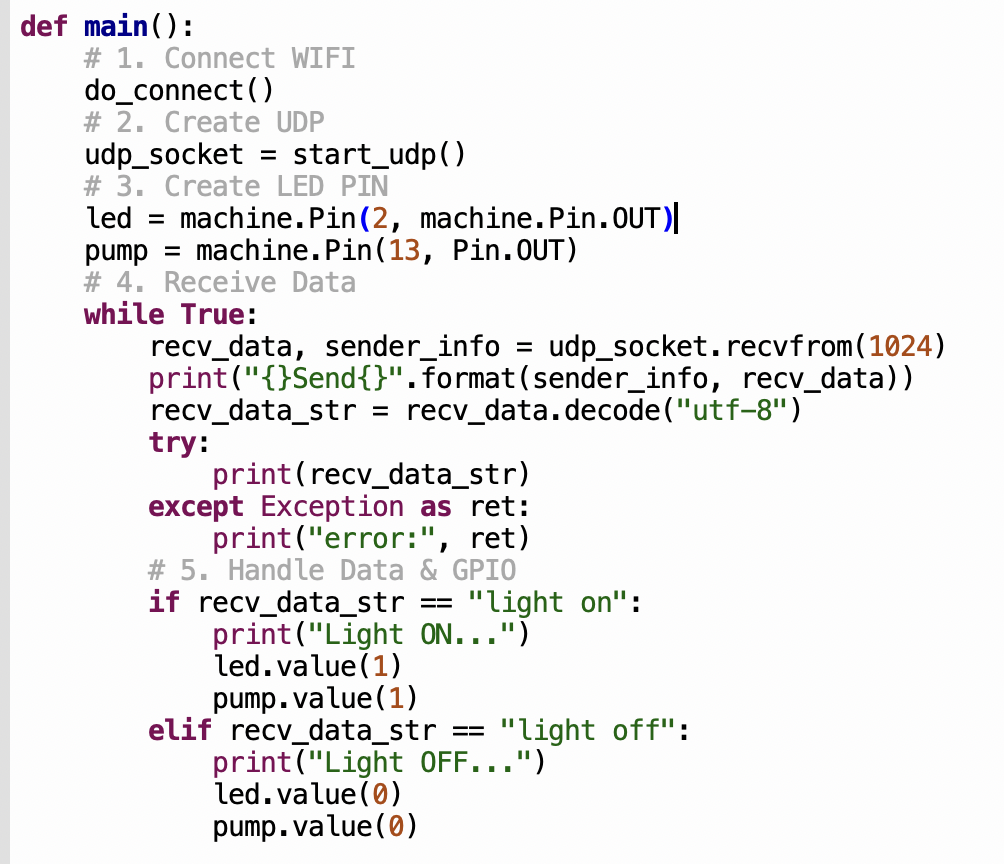 def main():
    # 1. Connect WIFI
    do_connect()
    # 2. Create UDP
    udp_socket = start_udp()
    # 3. Create LED PIN
    led = machine.Pin(2, machine.Pin.OUT)
    pump = machine.Pin(13, Pin.OUT)
    # 4. Receive Data
    while True:
        recv_data, sender_info = udp_socket.recvfrom(1024)
        print("{}Send{}".format(sender_info, recv_data))
        recv_data_str = recv_data.decode("utf-8")
        try:
            print(recv_data_str)
        except Exception as ret:
            print("error:", ret)
        # 5. Handle Data & GPIO
        if recv_data_str == "light on":
            print("Light ON...")
            led.value(1)
            pump.value(1)
        elif recv_data_str == "light off":
            print("Light OFF...")
            led.value(0)
            pump.value(0)